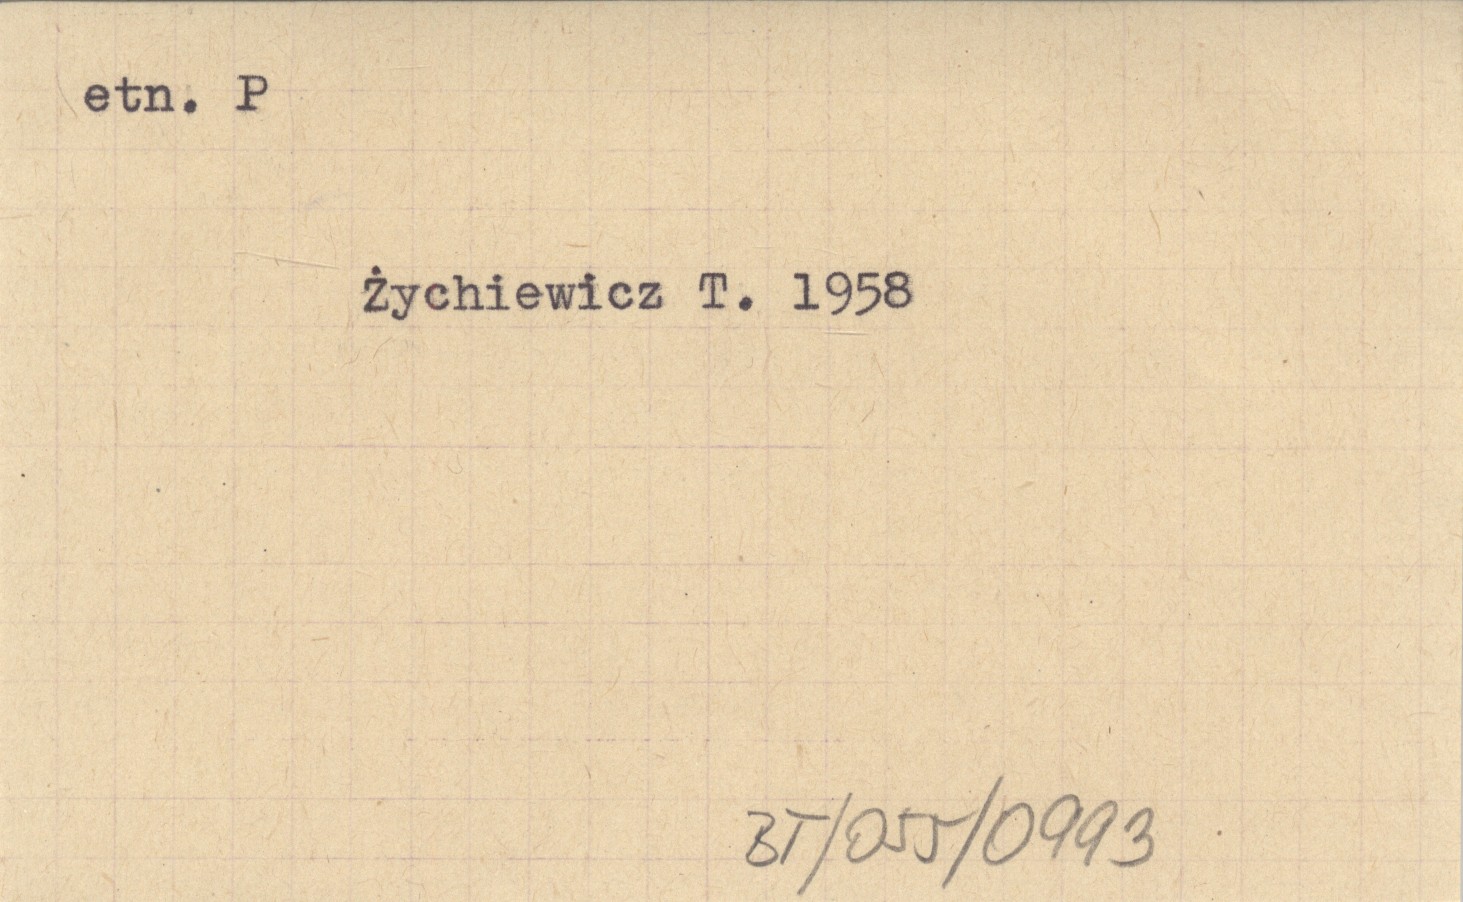 etn. P
Żychiewicz T. 1958
BT/055/0993